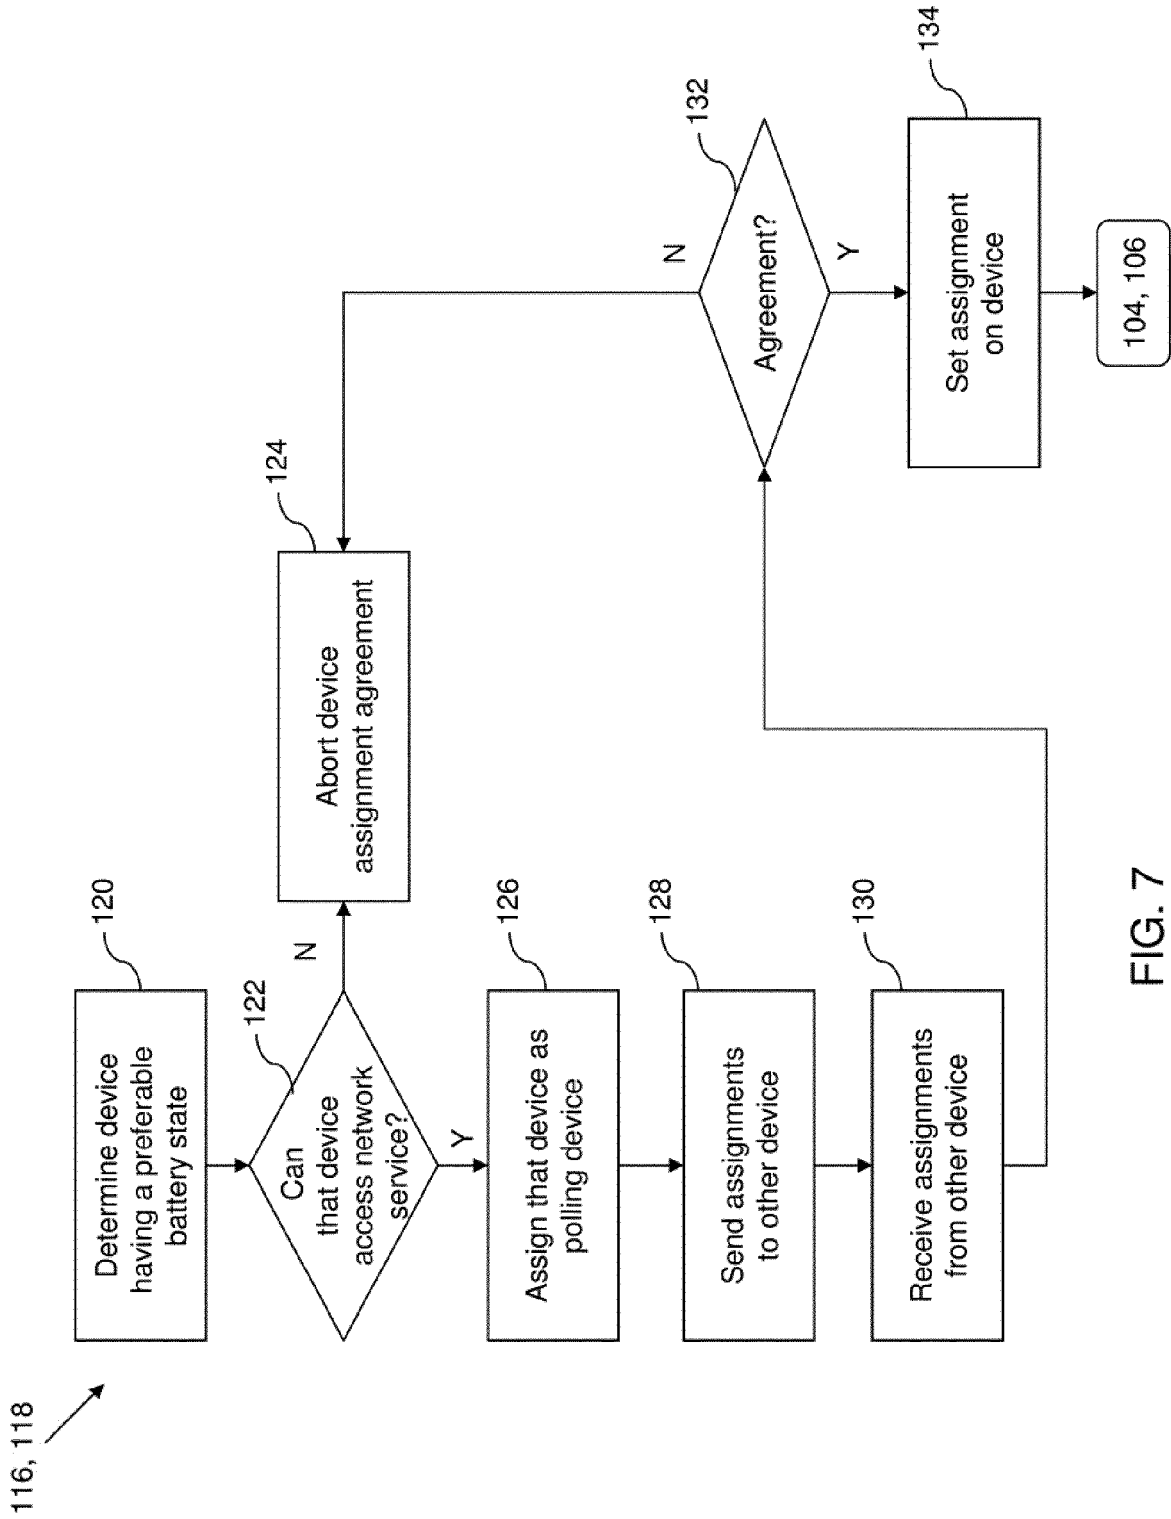 116, 118
120
Determine device
having a preferable
battery state
122
Can
that device
access network
service?
N
Y
124
Abort device
assignment agreement
126
Assign that device as
polling device
128
Send assignments
to other device
130
Receive assignments
from other device
132
Agreement?
N
Y
134
Set assignment
on device
104, 106
FIG. 7